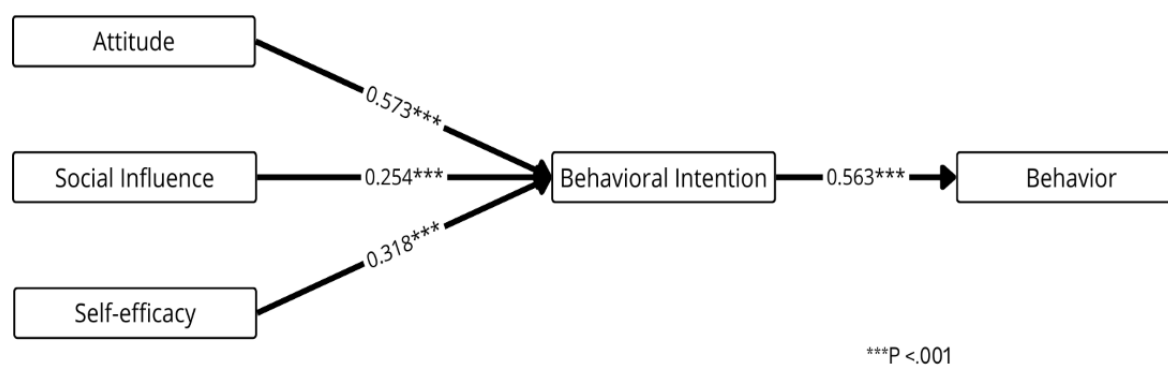 Attitude
0.573***
Social Influence
0.254***
Behavioral Intention
0.563***
Behavior
0.318***
Self-efficacy
***P <.001